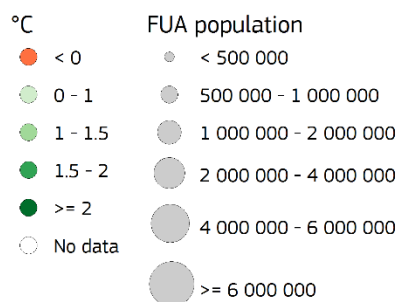 °C
< 0
0 - 1
1 - 1.5
1.5 - 2
>= 2
No data
FUA population
< 500 000
500 000 - 1 000 000
1 000 000 - 2 000 000
2 000 000 - 4 000 000
4 000 000 - 6 000 000
>= 6 000 000